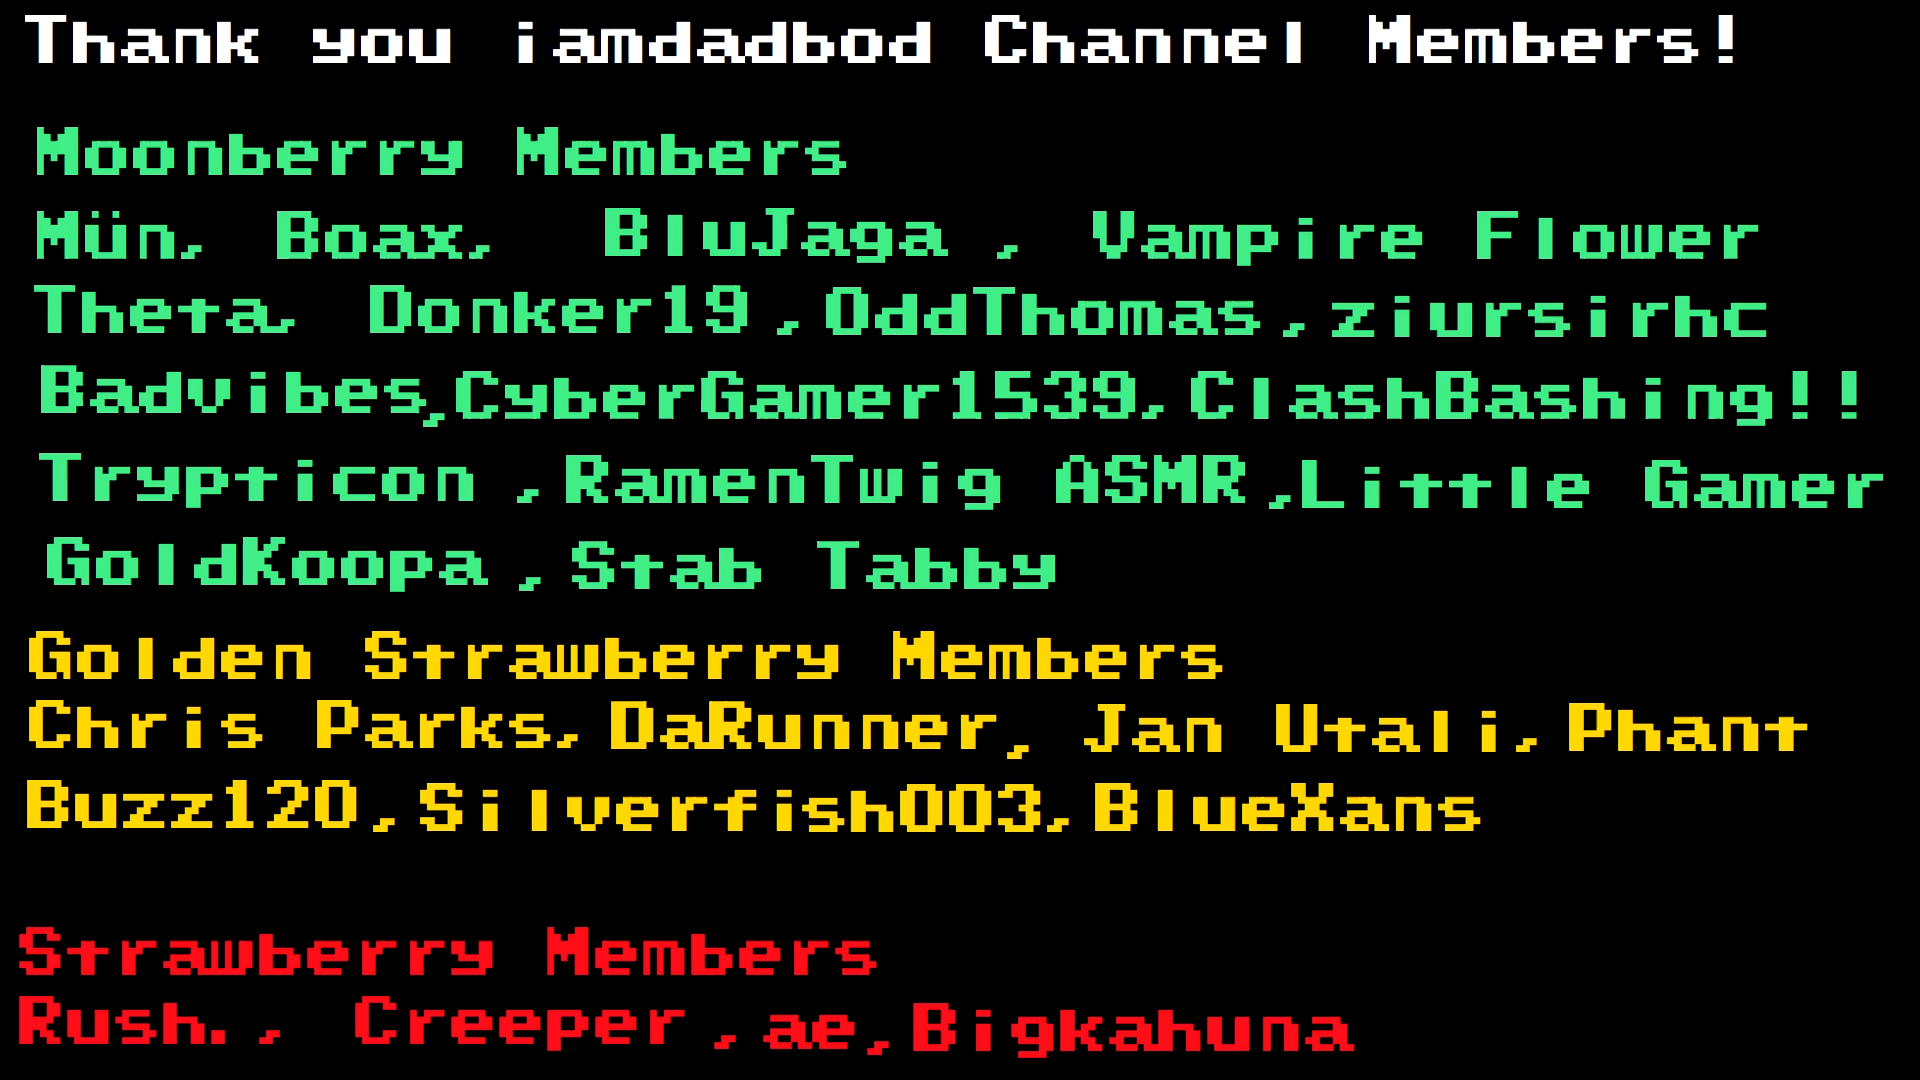 Thank you iamdadbod Channel Members!
Moonberry Members
Mün, Boax, BluJaga , Vampire Flower
Theta, Donker19 , OddThomas, ziursirhc
Badvibes,CyberGamer1539, ClashBashing!!
Trypticon ,RamenTwig ASMR,Little Gamer
GoldKoopa , Stab Tabby
Golden Strawberry Members
Chris Parks, DaRunner, Jan Utali, Phant
Buzz120,Silverfish003, BlueXans
Strawberry Members
Rush., Creeper,ae,Bigkahuna